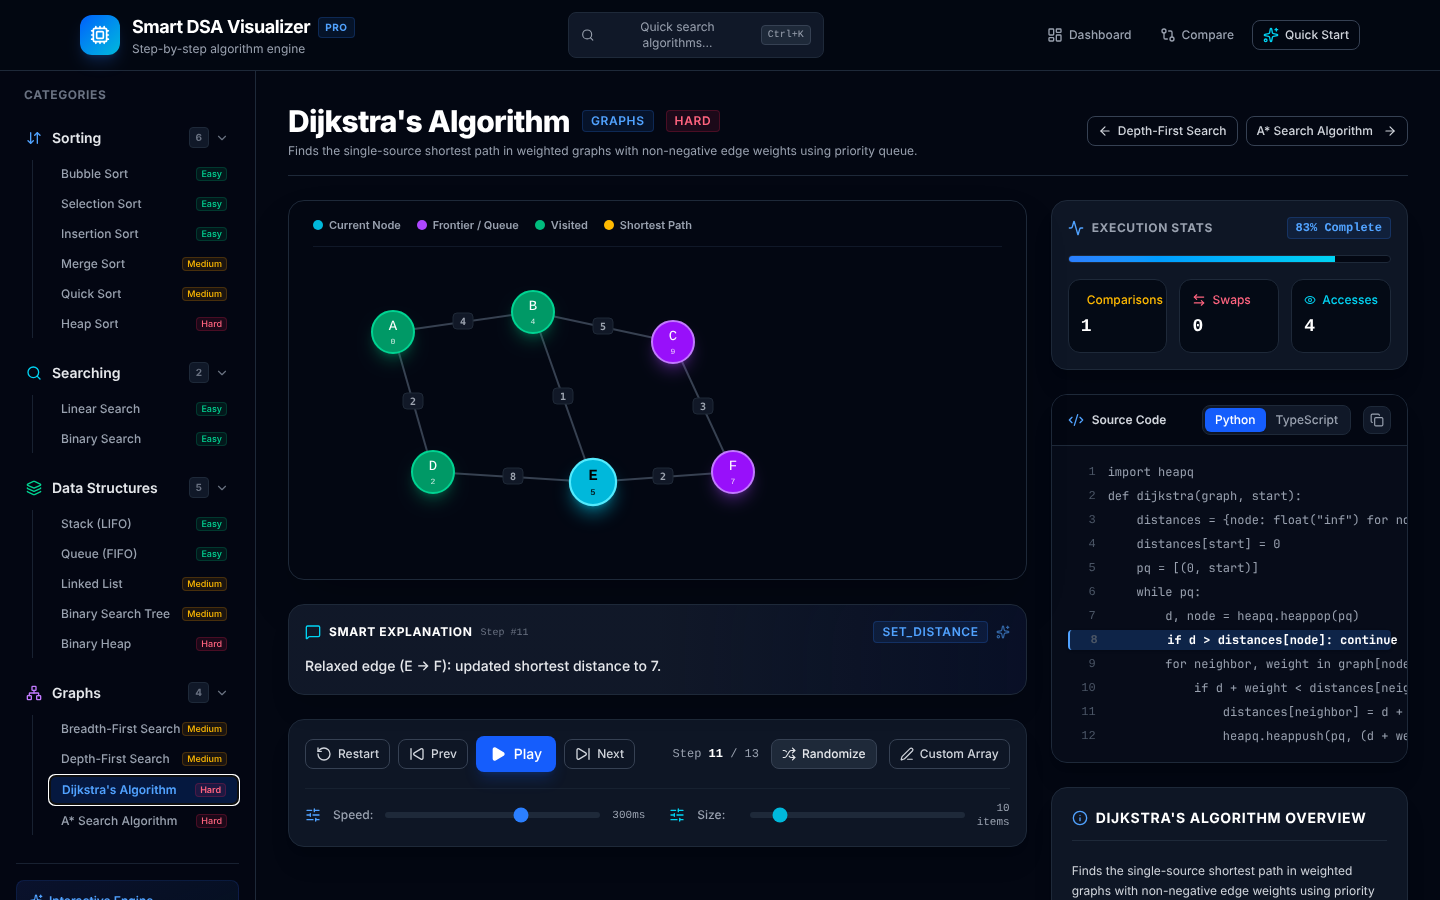 Smart DSA Visualizer PRO
Step-by-step algorithm engine
Quick search algorithms...
Ctrl+K
Dashboard
Compare
Quick Start
CATEGORIES
Sorting 6
Bubble Sort Easy
Selection Sort Easy
Insertion Sort Easy
Merge Sort Medium
Quick Sort Medium
Heap Sort Hard
Searching 2
Linear Search Easy
Binary Search Easy
Data Structures 5
Stack (LIFO) Easy
Queue (FIFO) Easy
Linked List Medium
Binary Search Tree Medium
Binary Heap Hard
Graphs 4
Breadth-First Search Medium
Depth-First Search Medium
Dijkstra's Algorithm Hard
A* Search Algorithm Hard
Interactive Engine
Dijkstra's Algorithm GRAPHS HARD
Finds the single-source shortest path in weighted graphs with non-negative edge weights using priority queue.
← Depth-First Search
A* Search Algorithm →
Current Node Frontier / Queue Visited Shortest Path
A
0
4
B
4
5
C
9
2
1
3
D
2
8
E
5
2
F
7
SMART EXPLANATION Step #11
SET_DISTANCE
Relaxed edge (E → F): updated shortest distance to 7.
Restart
Prev
Play
Next
Step 11 / 13
Randomize
Custom Array
Speed: 300ms
Size: 10 items
EXECUTION STATS 83% Complete
Comparisons
1
Swaps
0
Accesses
4
Source Code Python TypeScript
1 import heapq
2 def dijkstra(graph, start):
3 distances = {node: float("inf") for no
4 distances[start] = 0
5 pq = [(0, start)]
6 while pq:
7 d, node = heapq.heappop(pq)
8 if d > distances[node]: continue
9 for neighbor, weight in graph[node
10 if d + weight < distances[neig
11 distances[neighbor] = d +
12 heapq.heappush(pq, (d + we
DIJKSTRA'S ALGORITHM OVERVIEW
Finds the single-source shortest path in weighted
graphs with non-negative edge weights using priority